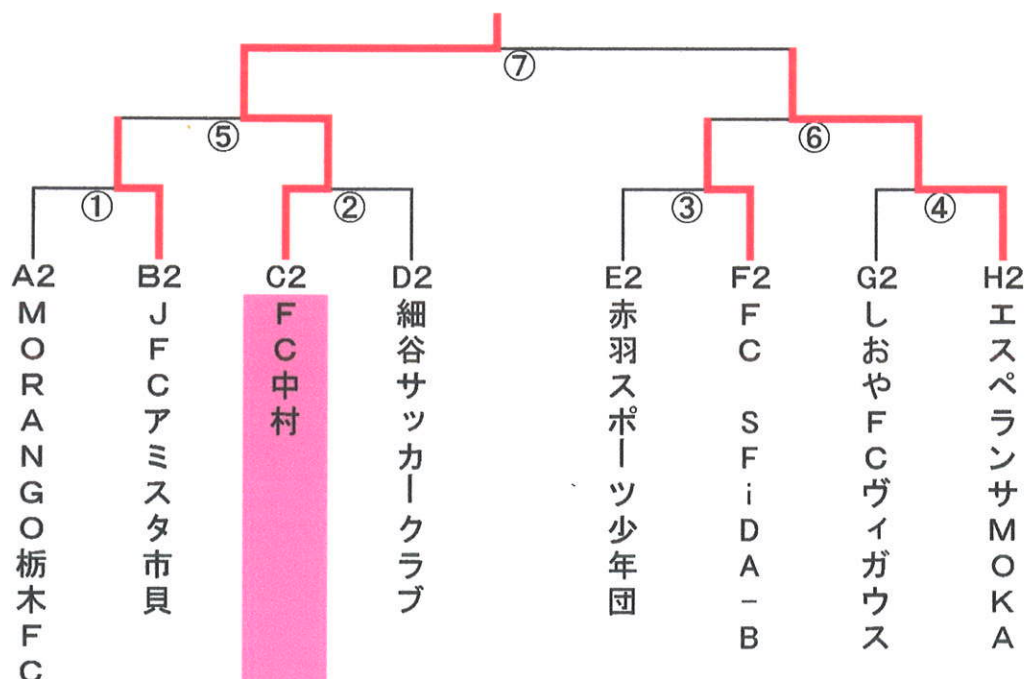 ⑦
⑤
⑥
①
②
③
④
A2
B2
C2
D2
E2
F2
G2
H2
MORANGO栃木FC
JFCアミスタ市貝
FC中村
細谷サッカークラブ
赤羽スポーツ少年団
FC SFiDA-B
しおやFCヴィガウス
エスペランサMOKA